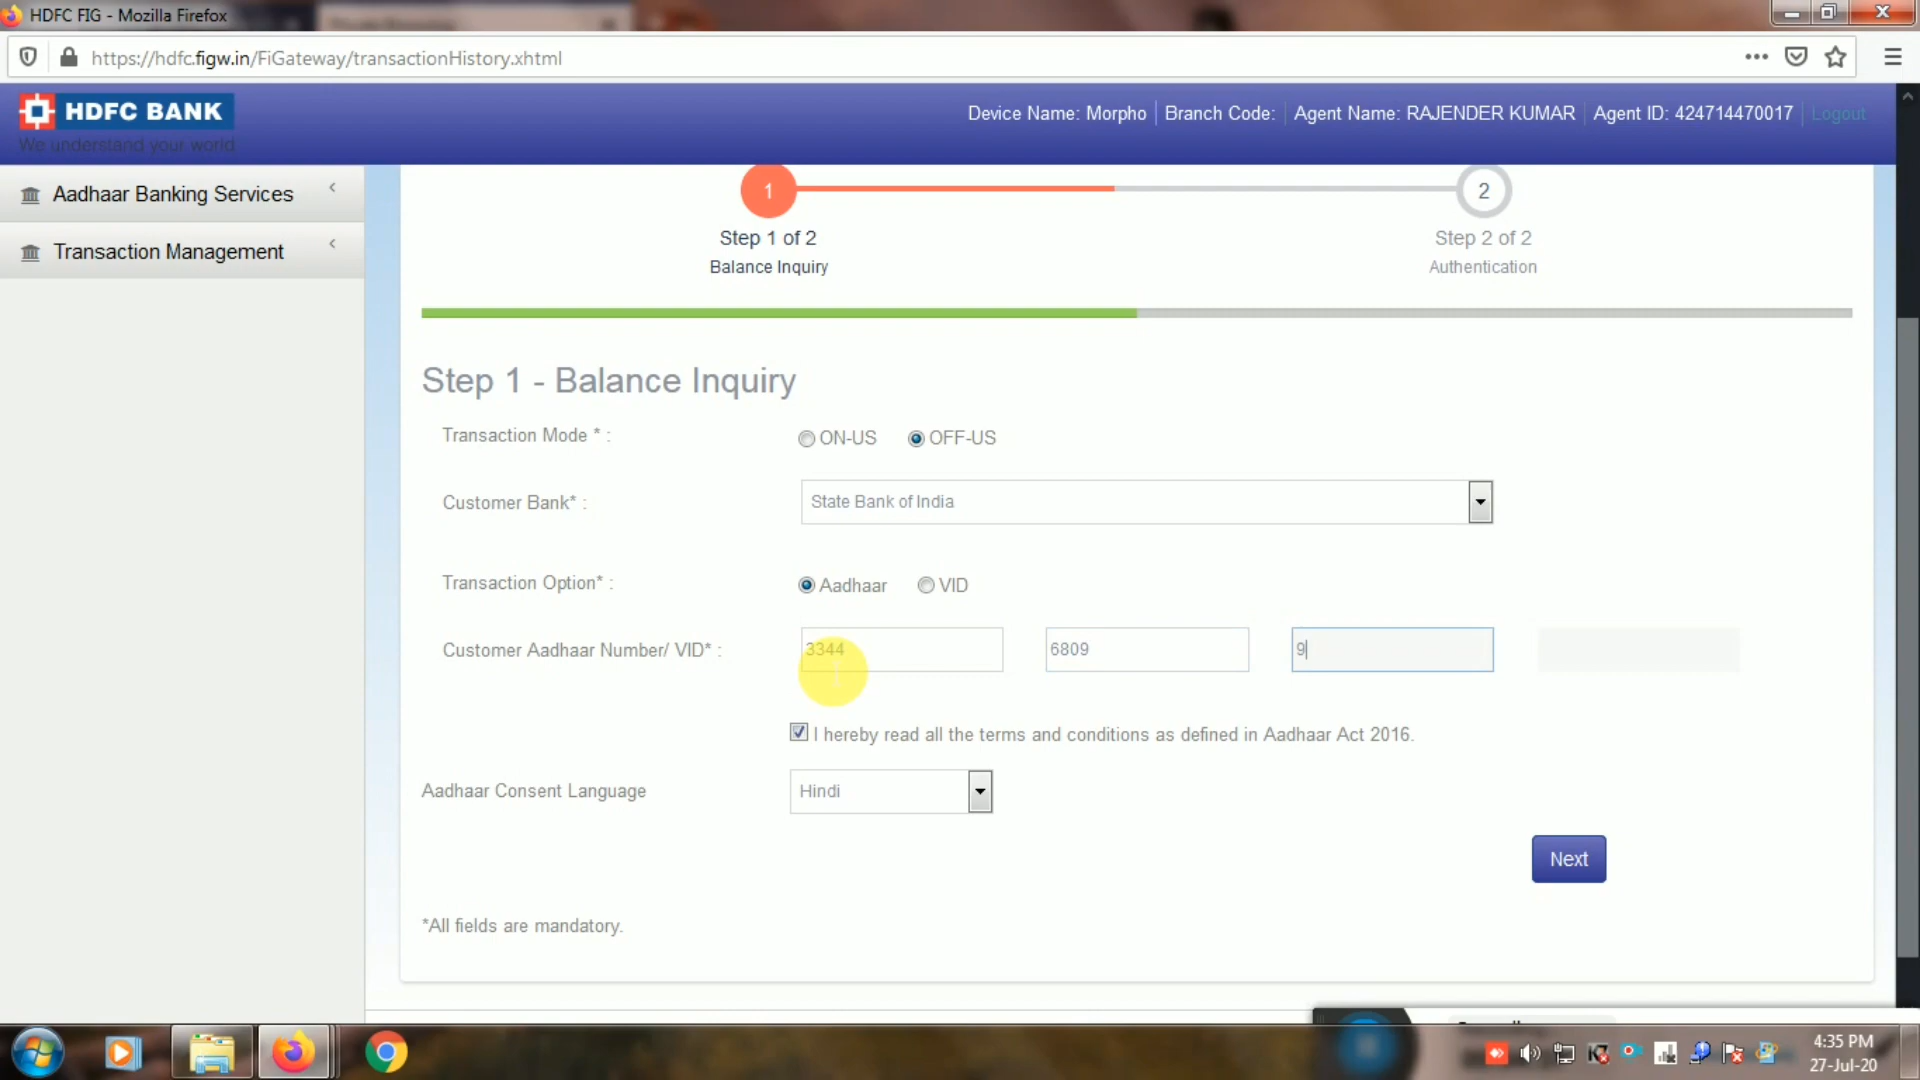 HDFC FIG - Mozilla Firefox
https://hdfc.figw.in/FiGateway/transactionHistory.xhtml
HDFC BANK
We understand your world
Device Name: Morpho Branch Code: Agent Name: RAJENDER KUMAR Agent ID: 424714470017 Logout
Aadhaar Banking Services
Transaction Management
1 2
Step 1 of 2 Step 2 of 2
Balance Inquiry Authentication
Step 1 - Balance Inquiry
Transaction Mode * : ON-US OFF-US
Customer Bank* : State Bank of India
Transaction Option* : Aadhaar VID
Customer Aadhaar Number/ VID* : 3344 6809 9
I hereby read all the terms and conditions as defined in Aadhaar Act 2016.
Aadhaar Consent Language Hindi
Next
*All fields are mandatory.
4:35 PM
27-Jul-20